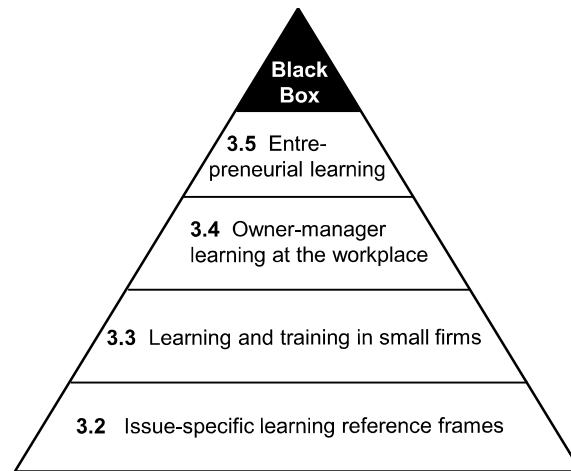 Black
Box
3.5 Entre-
preneurial learning
3.4 Owner-manager
learning at the workplace
3.3 Learning and training in small firms
3.2 Issue-specific learning reference frames